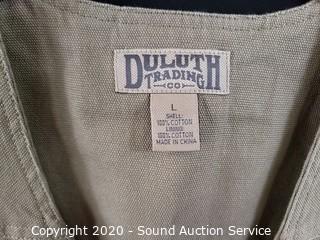 DULUTH
TRADING
CO
L
SHELL:
100% COTTON
LINING:
100% COTTON
MADE IN CHINA
Copyright 2020 - Sound Auction Service